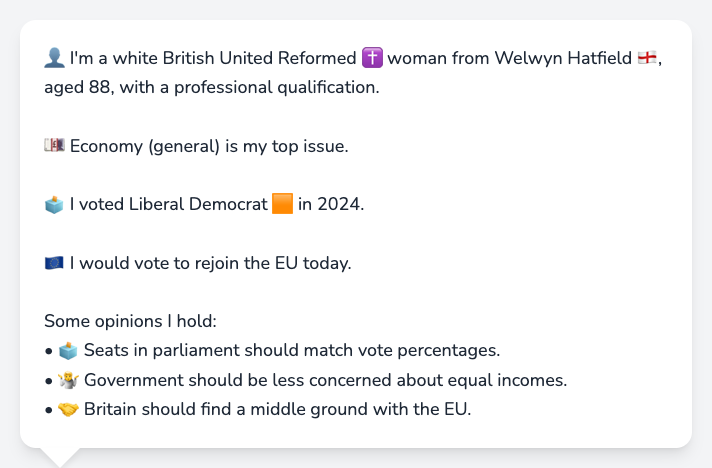 👤 I'm a white British United Reformed ✝️ woman from Welwyn Hatfield 🏴󠁧󠁢󠁥󠁮󠁧󠁿,
aged 88, with a professional qualification.
💷 Economy (general) is my top issue.
🗳️ I voted Liberal Democrat 🟧 in 2024.
🇪🇺 I would vote to rejoin the EU today.
Some opinions I hold:
• 🗳️ Seats in parliament should match vote percentages.
• 🤷 Government should be less concerned about equal incomes.
• 🤝 Britain should find a middle ground with the EU.